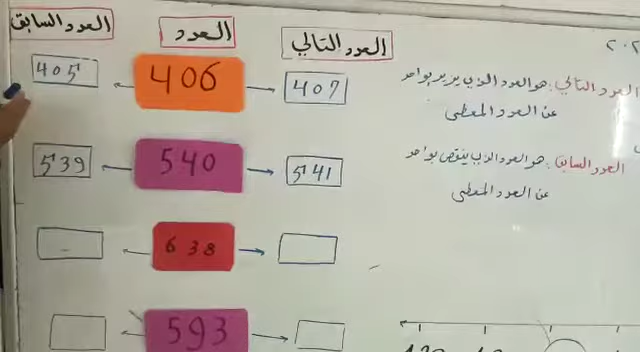 العدد السابق
العدد
العدد التالي
405
406
407
539
540
541
638
593
العدد التالي: هو العدد الذي يزيد بواحد
عن العدد المعطى
العدد السابق: هو العدد الذي ينقص بواحد
عن العدد المعطى